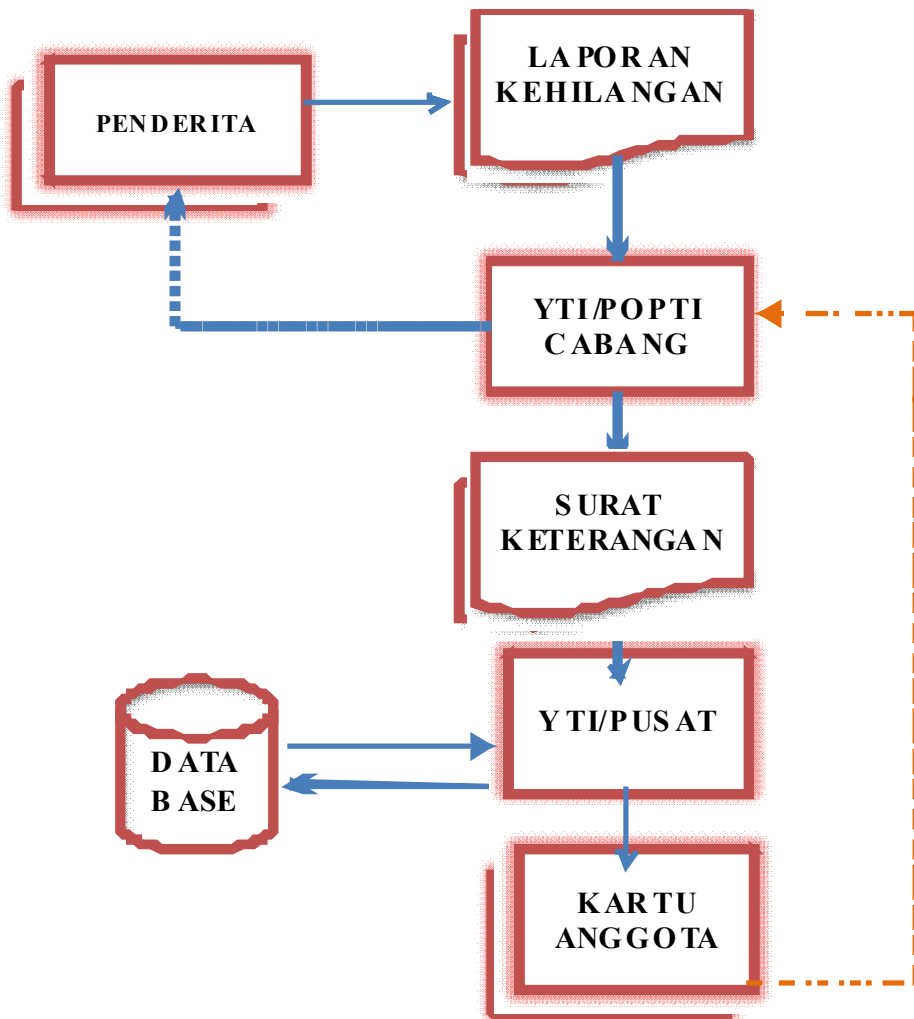 PENDERITA
LAPORAN
KEHILANGAN
YTI/POPTI
CABANG
SURAT
KETERANGAN
YTI/PUSAT
DATA
BASE
KARTU
ANGGOTA